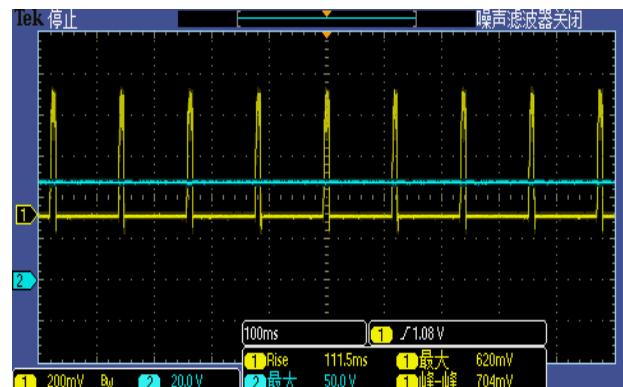 Tek 停止 噪声滤波器关闭
1
2
100ms 1 1.08 V
1 Rise 111.5ms 1 最大 620mV
1 200mV Bw 2 20.0 V 2 最大 50.0 V 1 峰-峰 704mV